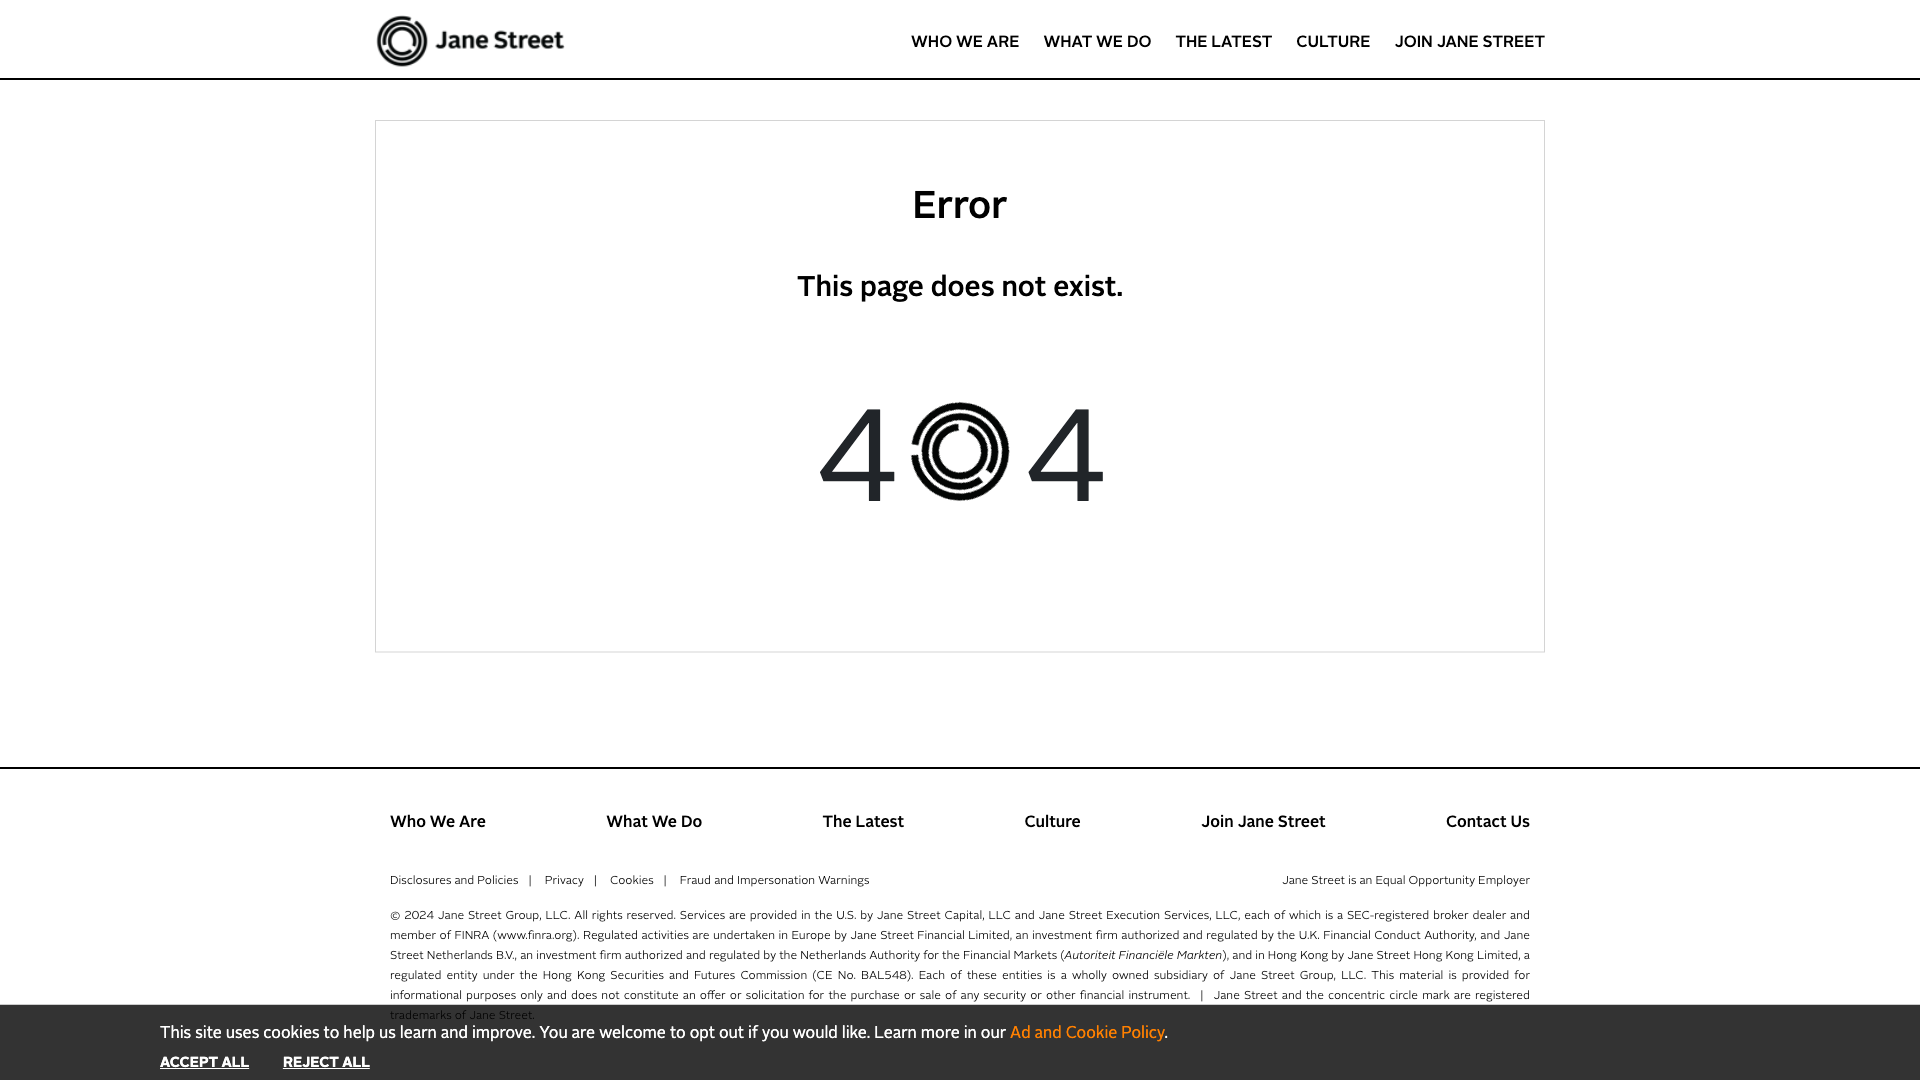 Jane Street
WHO WE ARE WHAT WE DO THE LATEST CULTURE JOIN JANE STREET
Error
This page does not exist.
4 4
Who We Are What We Do The Latest Culture Join Jane Street Contact Us
Disclosures and Policies | Privacy | Cookies | Fraud and Impersonation Warnings Jane Street is an Equal Opportunity Employer
© 2024 Jane Street Group, LLC. All rights reserved. Services are provided in the U.S. by Jane Street Capital, LLC and Jane Street Execution Services, LLC, each of which is a SEC-registered broker dealer and
member of FINRA (www.finra.org). Regulated activities are undertaken in Europe by Jane Street Financial Limited, an investment firm authorized and regulated by the U.K. Financial Conduct Authority, and Jane
Street Netherlands B.V., an investment firm authorized and regulated by the Netherlands Authority for the Financial Markets (Autoriteit Financiële Markten), and in Hong Kong by Jane Street Hong Kong Limited, a
regulated entity under the Hong Kong Securities and Futures Commission (CE No. BAL548). Each of these entities is a wholly owned subsidiary of Jane Street Group, LLC. This material is provided for
informational purposes only and does not constitute an offer or solicitation for the purchase or sale of any security or other financial instrument. | Jane Street and the concentric circle mark are registered
trademarks of Jane Street.
This site uses cookies to help us learn and improve. You are welcome to opt out if you would like. Learn more in our Ad and Cookie Policy.
ACCEPT ALL REJECT ALL